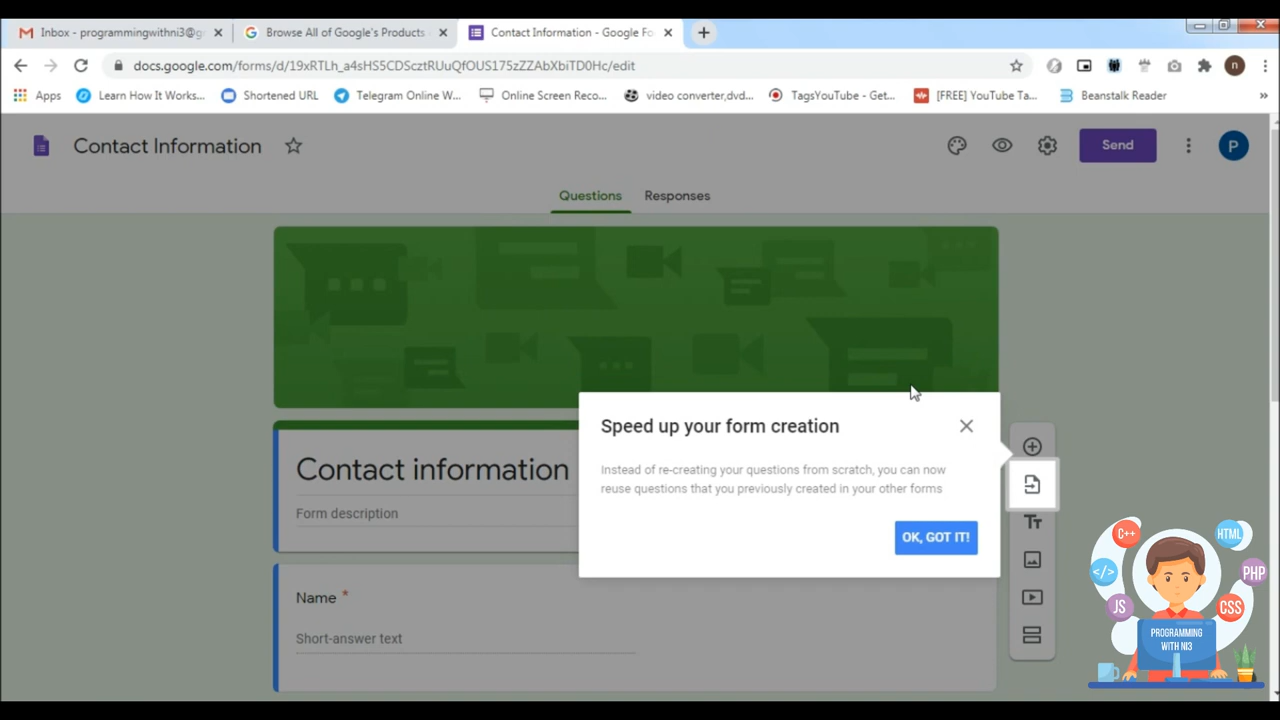 Inbox - programmingwithni3@g
Browse All of Google's Products
Contact Information - Google Fo
docs.google.com/forms/d/19xRTLh_a4sHS5CDScztRUuQfOUS175zZZAbXbiTD0Hc/edit
n
Apps
Learn How It Works...
Shortened URL
Telegram Online W...
Online Screen Reco...
video converter,dvd...
TagsYouTube - Get...
[FREE] YouTube Ta...
Beanstalk Reader
»
Contact Information
Send
P
Questions
Responses
Speed up your form creation
Instead of re-creating your questions from scratch, you can now
reuse questions that you previously created in your other forms
OK, GOT IT!
Contact information
Form description
Name *
Short-answer text
Tт
C++
HTML
</>
PHP
JS
CSS
PROGRAMMING
WITH NI3